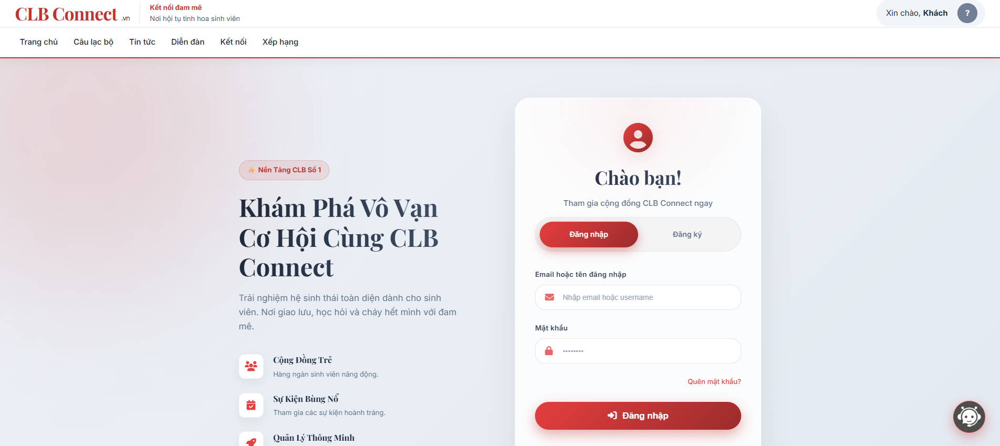 CLB Connect .vn
Kết nối đam mê
Nơi hội tụ tinh hoa sinh viên
Xin chào, Khách
?
Trang chủ
Câu lạc bộ
Tin tức
Diễn đàn
Kết nối
Xếp hạng
✨ Nền Tảng CLB Số 1
Khám Phá Vô Vạn
Cơ Hội Cùng CLB
Connect
Trải nghiệm hệ sinh thái toàn diện dành cho sinh
viên. Nơi giao lưu, học hỏi và cháy hết mình với đam
mê.
Cộng Đồng Trẻ
Hàng ngàn sinh viên năng động.
Sự Kiện Bùng Nổ
Tham gia các sự kiện hoành tráng.
Quản Lý Thông Minh
Chào bạn!
Tham gia cộng đồng CLB Connect ngay
Đăng nhập
Đăng ký
Email hoặc tên đăng nhập
Nhập email hoặc username
Mật khẩu
••••••••
Quên mật khẩu?
Đăng nhập